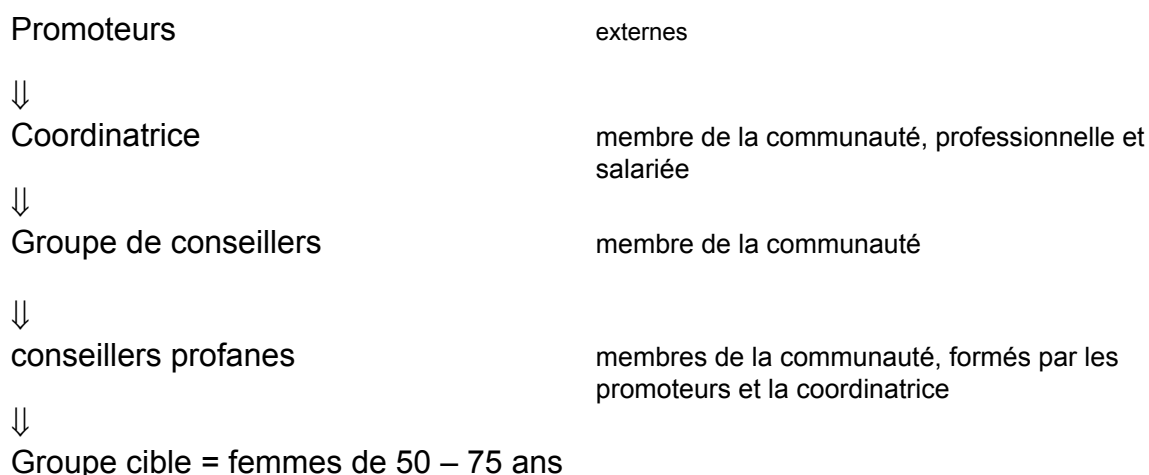 Promoteurs externes
⇓
Coordinatrice membre de la communauté, professionnelle et
salariée
⇓
Groupe de conseillers membre de la communauté
⇓
conseillers profanes membres de la communauté, formés par les
promoteurs et la coordinatrice
⇓
Groupe cible = femmes de 50 – 75 ans